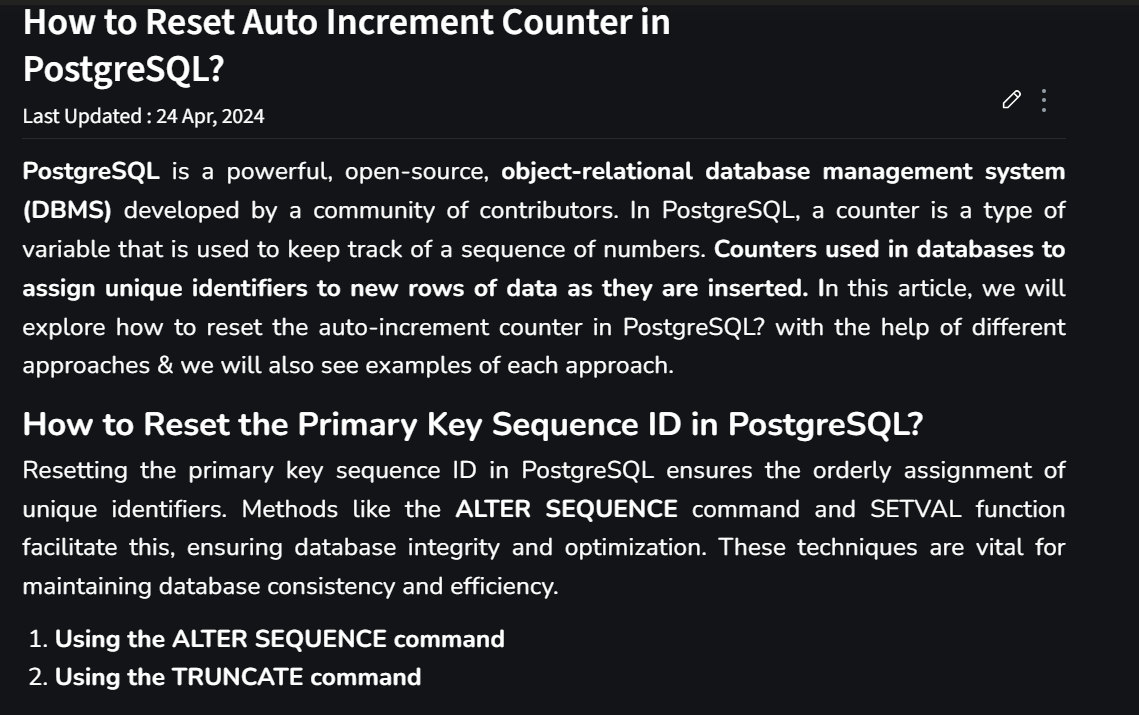 How to Reset Auto Increment Counter in
PostgreSQL?
Last Updated : 24 Apr, 2024
PostgreSQL is a powerful, open-source, object-relational database management system
(DBMS) developed by a community of contributors. In PostgreSQL, a counter is a type of
variable that is used to keep track of a sequence of numbers. Counters used in databases to
assign unique identifiers to new rows of data as they are inserted. In this article, we will
explore how to reset the auto-increment counter in PostgreSQL? with the help of different
approaches & we will also see examples of each approach.
How to Reset the Primary Key Sequence ID in PostgreSQL?
Resetting the primary key sequence ID in PostgreSQL ensures the orderly assignment of
unique identifiers. Methods like the ALTER SEQUENCE command and SETVAL function
facilitate this, ensuring database integrity and optimization. These techniques are vital for
maintaining database consistency and efficiency.
1. Using the ALTER SEQUENCE command
2. Using the TRUNCATE command